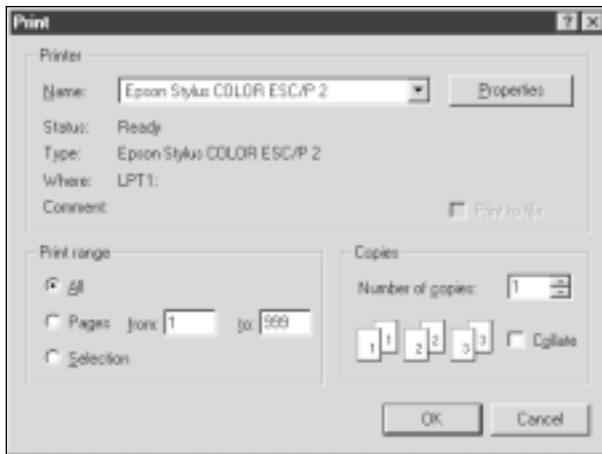 Print
Printer
Name: Epson Stylus COLOR ESC/P 2 Properties
Status: Ready
Type: Epson Stylus COLOR ESC/P 2
Where: LPT1:
Comment:
Print to file
Print range
All
Pages from: 1 to: 999
Selection
Copies
Number of copies: 1
1 1 2 2 3 3 Collate
OK Cancel